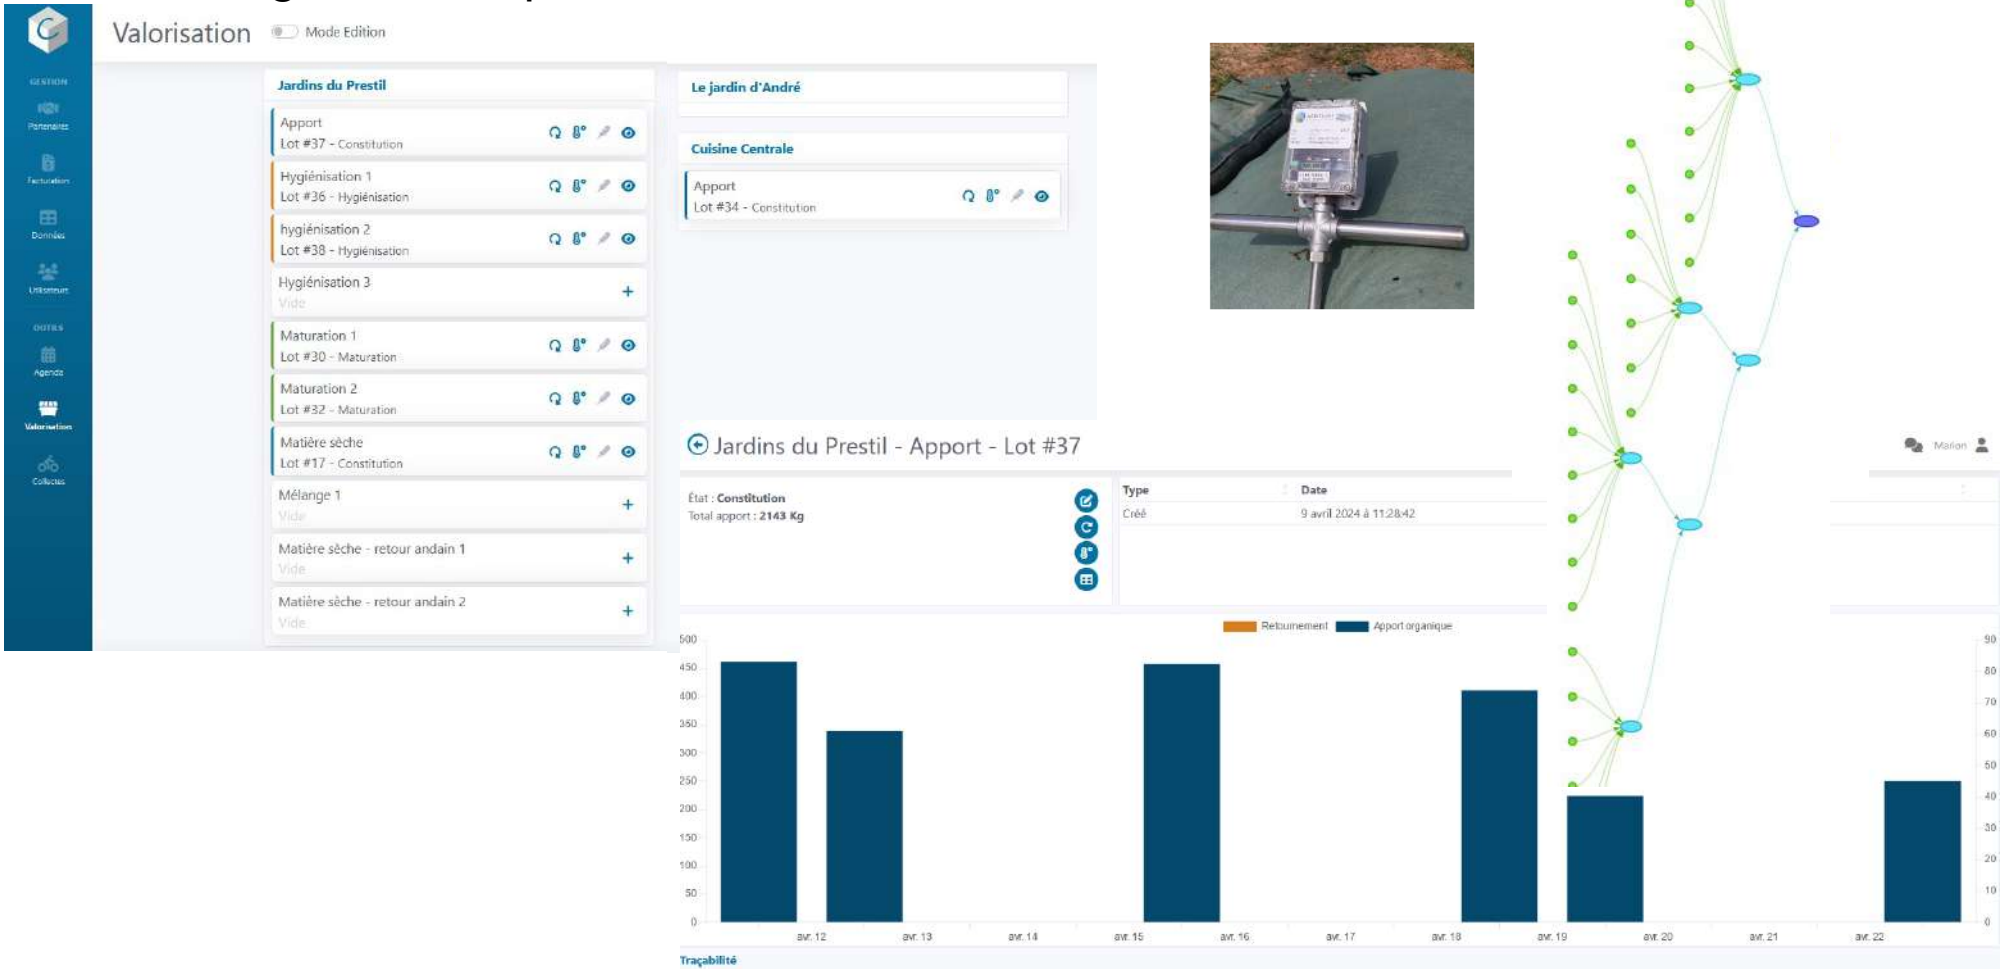 Valorisation
Mode Edition
GESTION
Partenaires
Facturation
Données
Utilisateurs
OUTILS
Agenda
Valorisation
Collectes
Jardins du Prestil
Apport
Lot #37 - Constitution
Hygiénisation 1
Lot #36 - Hygiénisation
hygiénisation 2
Lot #38 - Hygiénisation
Hygiénisation 3
Vide
Maturation 1
Lot #30 - Maturation
Maturation 2
Lot #32 - Maturation
Matière sèche
Lot #17 - Constitution
Mélange 1
Vide
Matière sèche - retour andain 1
Vide
Matière sèche - retour andain 2
Vide
Le jardin d'André
Cuisine Centrale
Apport
Lot #34 - Constitution
Jardins du Prestil - Apport - Lot #37
Marion
État : Constitution
Total apport : 2143 Kg
Type Date
Créé 9 avril 2024 à 11:28:42
Retournement Apport organique
500
450
400
350
300
250
200
150
100
50
0
90
80
70
60
50
40
30
20
10
0
avr. 12 avr. 13 avr. 14 avr. 15 avr. 16 avr. 17 avr. 18 avr. 19 avr. 20 avr. 21 avr. 22
Traçabilité